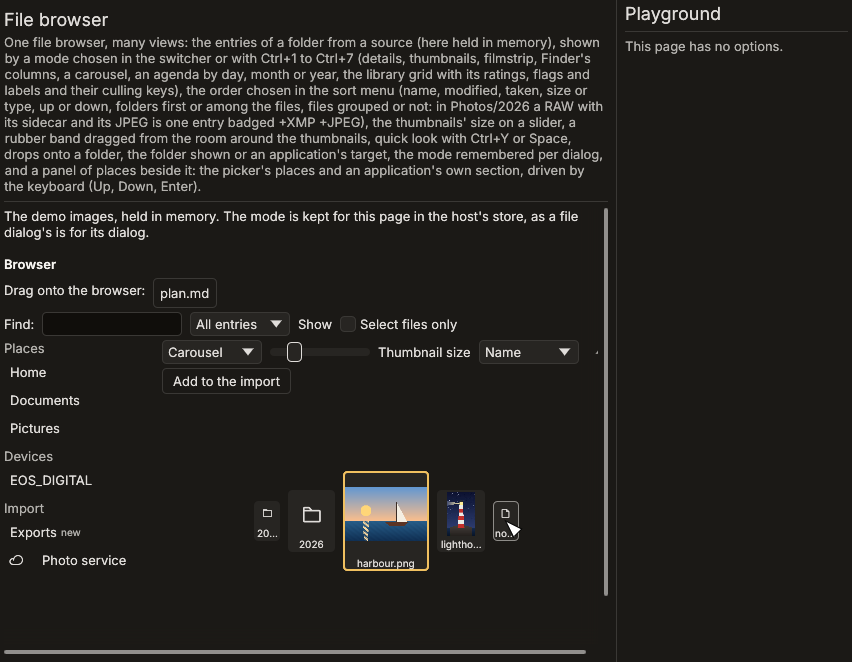 File browser
One file browser, many views: the entries of a folder from a source (here held in memory), shown
by a mode chosen in the switcher or with Ctrl+1 to Ctrl+7 (details, thumbnails, filmstrip, Finder's
columns, a carousel, an agenda by day, month or year, the library grid with its ratings, flags and
labels and their culling keys), the order chosen in the sort menu (name, modified, taken, size or
type, up or down, folders first or among the files, files grouped or not: in Photos/2026 a RAW with
its sidecar and its JPEG is one entry badged +XMP +JPEG), the thumbnails' size on a slider, a
rubber band dragged from the room around the thumbnails, quick look with Ctrl+Y or Space,
drops onto a folder, the folder shown or an application's target, the mode remembered per dialog,
and a panel of places beside it: the picker's places and an application's own section, driven by
the keyboard (Up, Down, Enter).
The demo images, held in memory. The mode is kept for this page in the host's store, as a file
dialog's is for its dialog.
Browser
Drag onto the browser: plan.md
Find: All entries Show Select files only
Places
Carousel Thumbnail size Name
Add to the import
Home
Documents
Pictures
Devices
EOS_DIGITAL
Import
Exports new
Photo service
20...
2026
harbour.png
lightho...
no...
Playground
This page has no options.